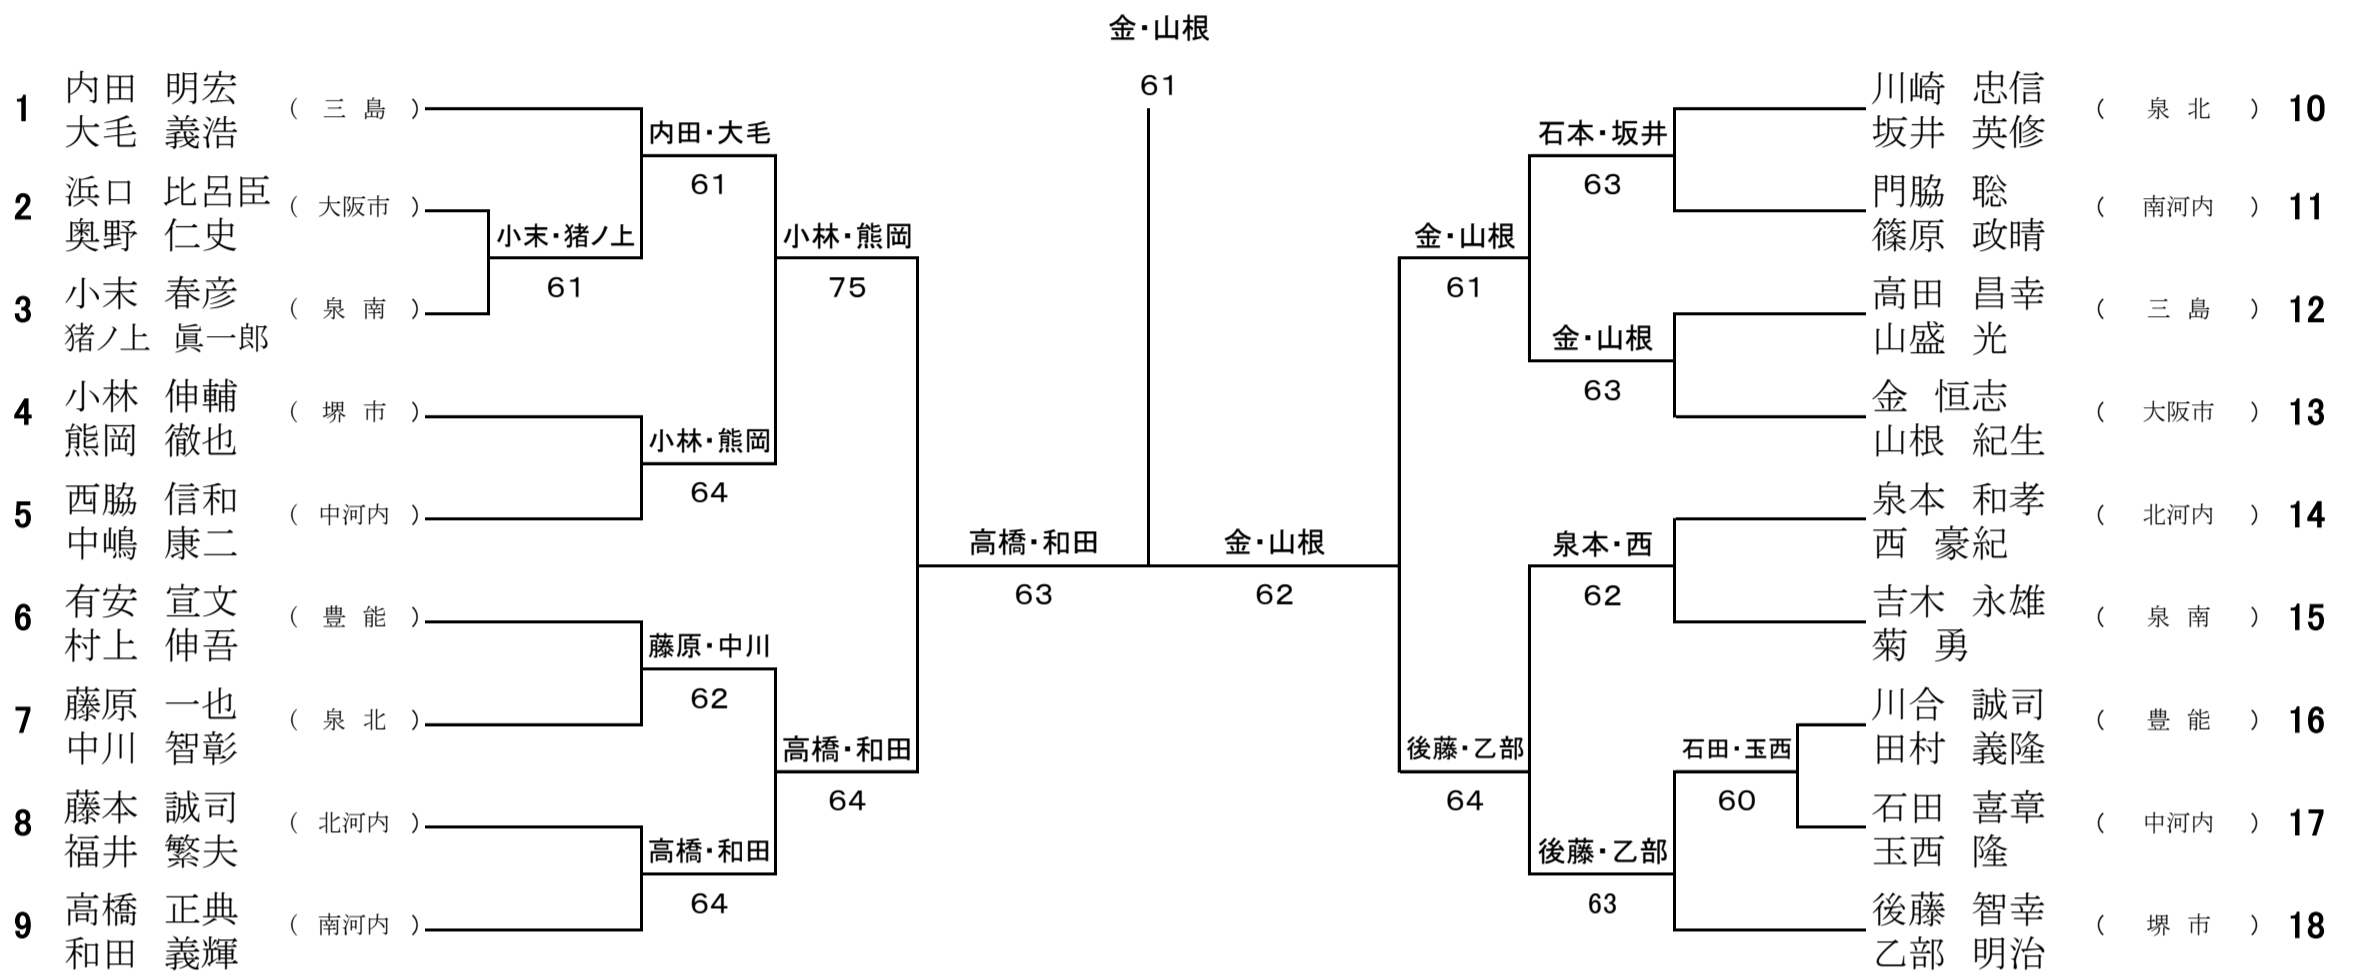 金・山根
61
1 内田 明宏 ( 三 島 )
大毛 義浩
内田・大毛
61
2 浜口 比呂臣 ( 大阪市 )
奥野 仁史
小末・猪ノ上
61
小林・熊岡
75
3 小末 春彦 ( 泉 南 )
猪ノ上 眞一郎
4 小林 伸輔 ( 堺 市 )
熊岡 徹也
小林・熊岡
64
5 西脇 信和 ( 中河内 )
中嶋 康二
高橋・和田
63
6 有安 宣文 ( 豊 能 )
村上 伸吾
藤原・中川
62
7 藤原 一也 ( 泉 北 )
中川 智彰
高橋・和田
64
8 藤本 誠司 ( 北河内 )
福井 繁夫
高橋・和田
64
9 高橋 正典 ( 南河内 )
和田 義輝
川崎 忠信 ( 泉 北 ) 10
坂井 英修
石本・坂井
63
門脇 聡 ( 南河内 ) 11
篠原 政晴
金・山根
61
高田 昌幸 ( 三 島 ) 12
山盛 光
金・山根
63
金 恒志 ( 大阪市 ) 13
山根 紀生
泉本 和孝 ( 北河内 ) 14
西 豪紀
金・山根
62
泉本・西
62
吉木 永雄 ( 泉 南 ) 15
菊 勇
川合 誠司 ( 豊 能 ) 16
田村 義隆
後藤・乙部
64
石田・玉西
60
石田 喜章 ( 中河内 ) 17
玉西 隆
後藤・乙部
63
後藤 智幸 ( 堺 市 ) 18
乙部 明治